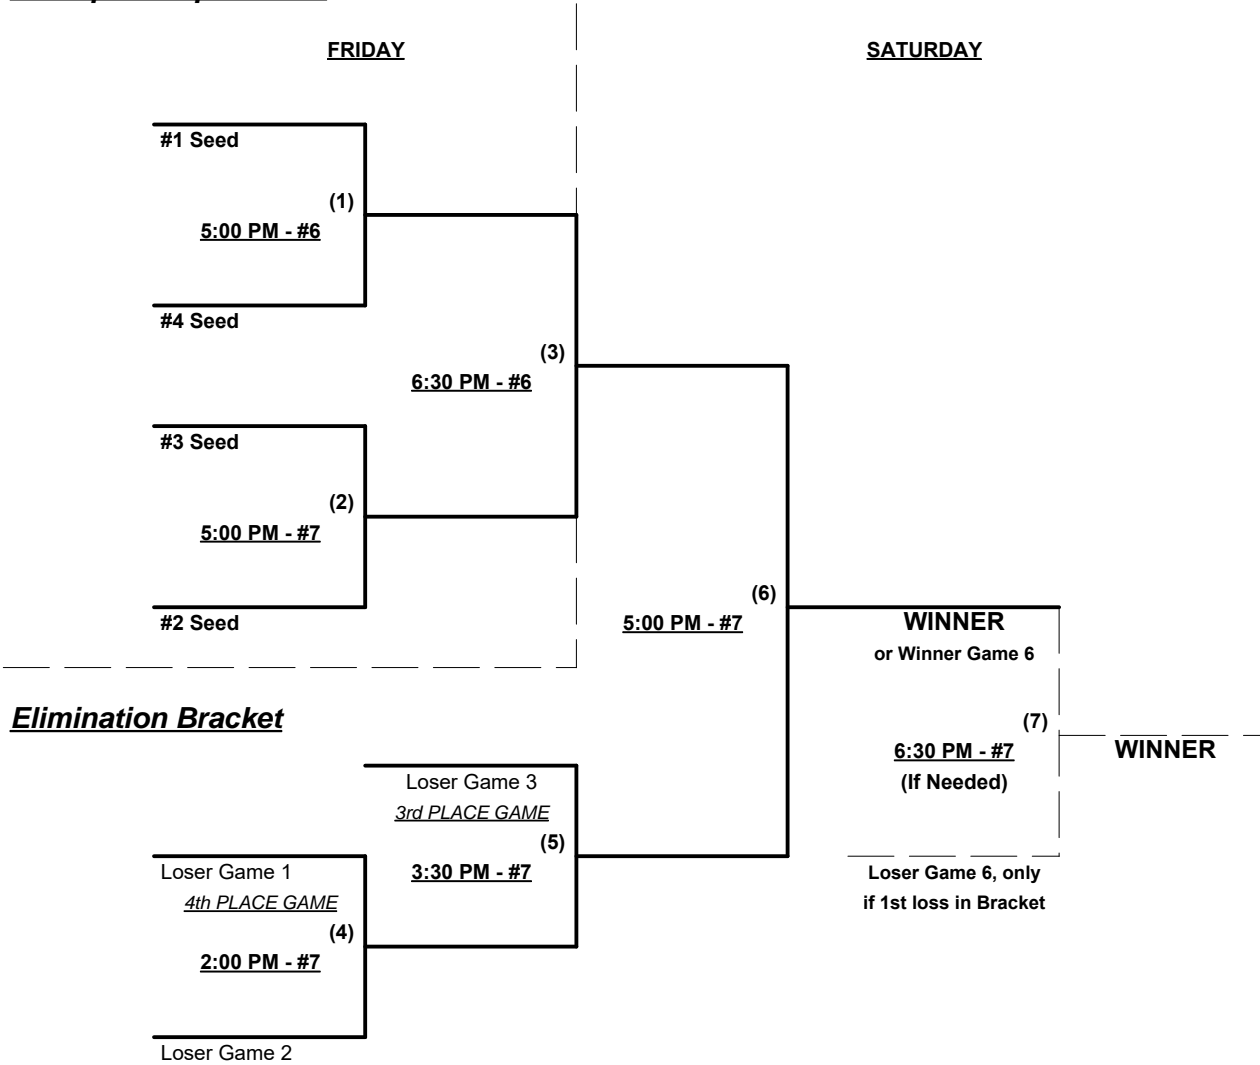 FRIDAY
SATURDAY
#1 Seed
(1)
5:00 PM - #6
#4 Seed
(3)
6:30 PM - #6
#3 Seed
(2)
5:00 PM - #7
#2 Seed
(6)
5:00 PM - #7
WINNER
or Winner Game 6
(7)
6:30 PM - #7
(If Needed)
WINNER
Loser Game 6, only
if 1st loss in Bracket
Elimination Bracket
Loser Game 3
3rd PLACE GAME
(5)
3:30 PM - #7
Loser Game 1
4th PLACE GAME
(4)
2:00 PM - #7
Loser Game 2